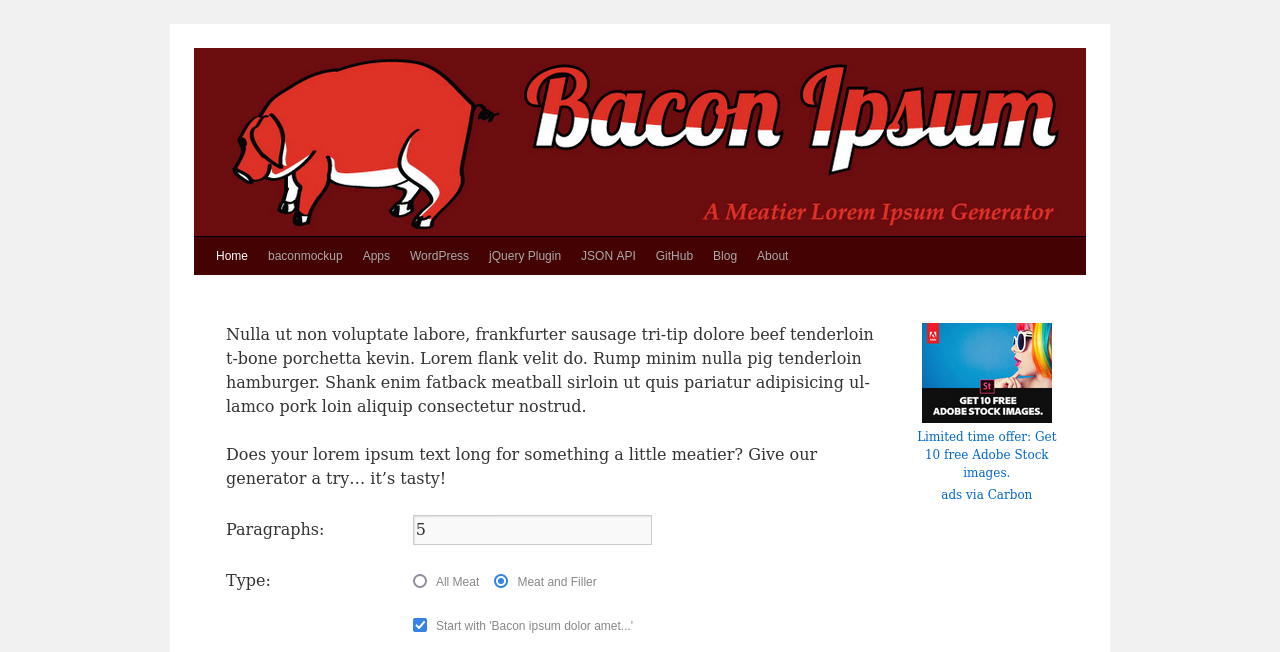 Bacon Ipsum
A Meatier Lorem Ipsum Generator
Home baconmockup Apps WordPress jQuery Plugin JSON API GitHub Blog About
Nulla ut non voluptate labore, frankfurter sausage tri-tip dolore beef tenderloin
t-bone porchetta kevin. Lorem flank velit do. Rump minim nulla pig tenderloin
hamburger. Shank enim fatback meatball sirloin ut quis pariatur adipisicing ul-
lamco pork loin aliquip consectetur nostrud.
Does your lorem ipsum text long for something a little meatier? Give our
generator a try… it’s tasty!
Paragraphs: 5
Type: All Meat Meat and Filler
Start with 'Bacon ipsum dolor amet...'
St
GET 10 FREE
ADOBE STOCK IMAGES.
Limited time offer: Get
10 free Adobe Stock
images.
ads via Carbon